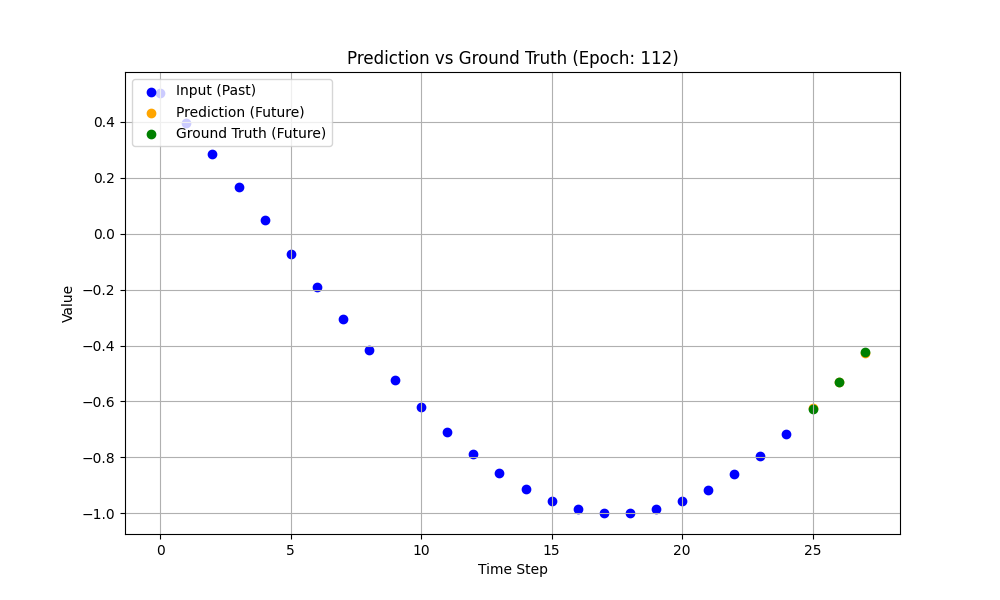 Prediction vs Ground Truth (Epoch: 112)
Input (Past)
Prediction (Future)
Ground Truth (Future)
0.4
0.2
0.0
−0.2
−0.4
−0.6
−0.8
−1.0
Value
0 5 10 15 20 25
Time Step